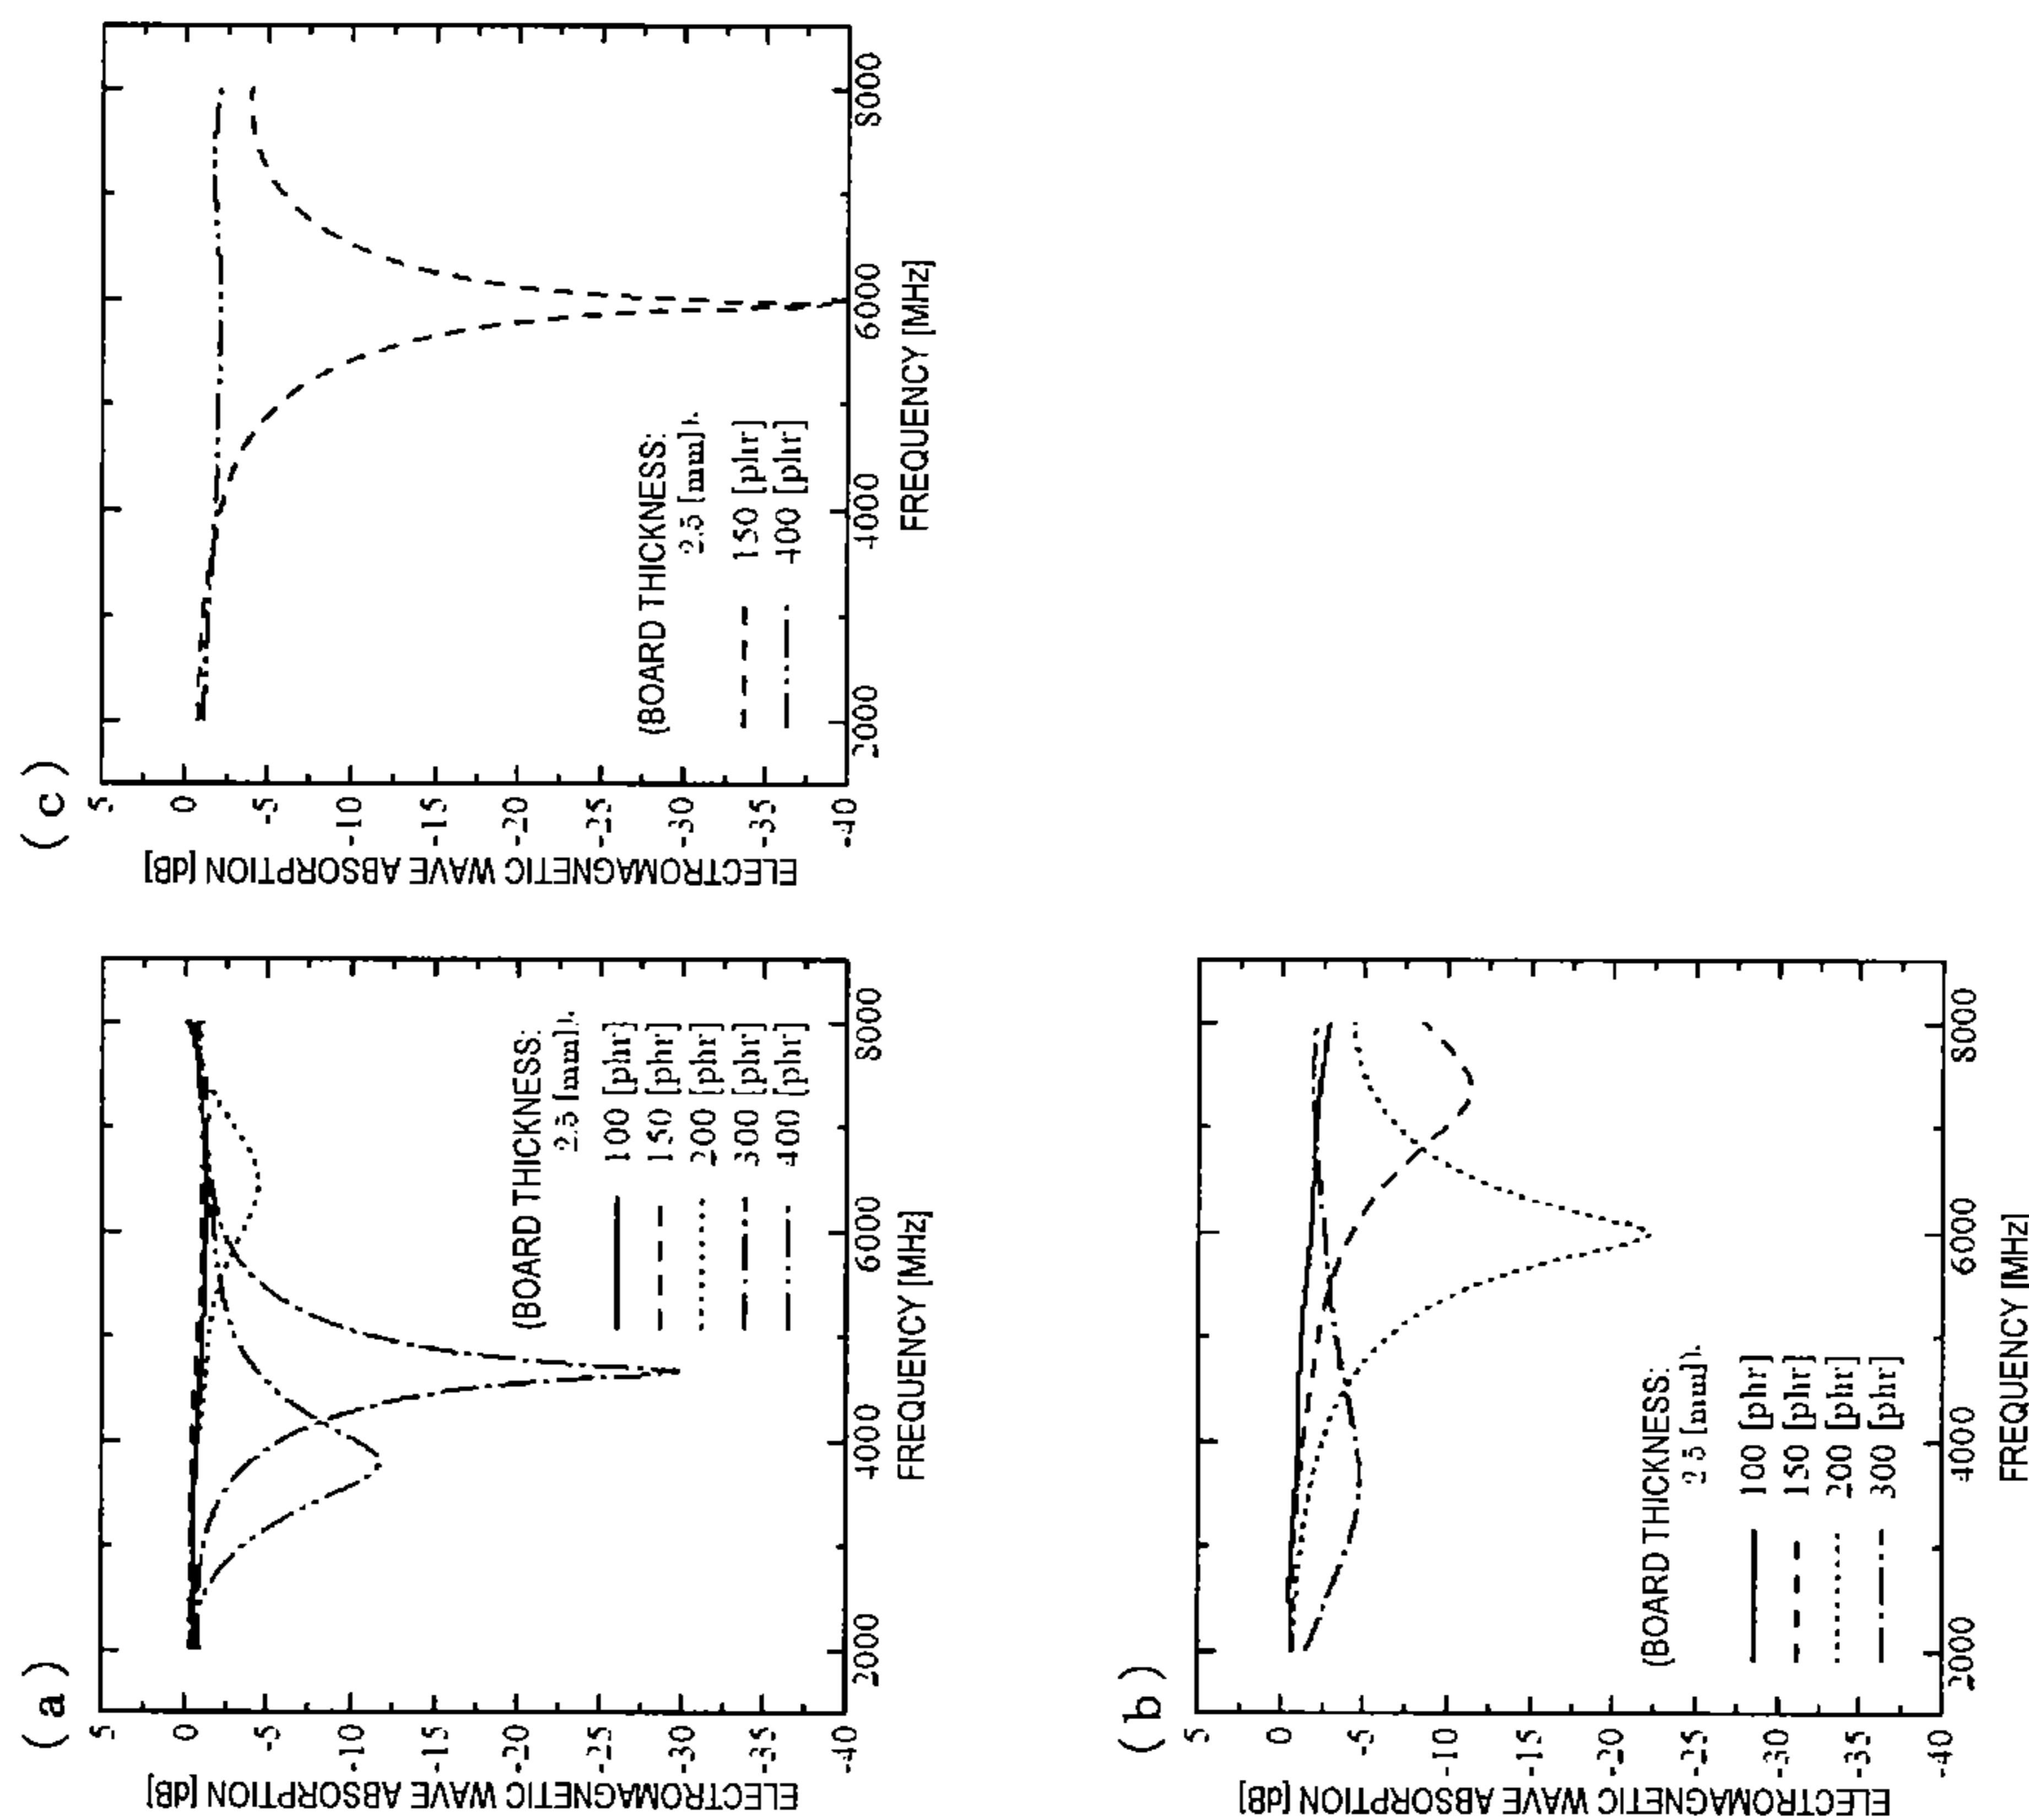 (a)
ELECTROMAGNETIC WAVE ABSORPTION [dB]
5
0
-5
-10
-15
-20
-25
-30
-35
-40
(BOARD THICKNESS:
2.5 [mm]).
100 [phr]
150 [phr]
200 [phr]
300 [phr]
400 [phr]
2000 4000 6000 8000
FREQUENCY [MHz]
(c)
ELECTROMAGNETIC WAVE ABSORPTION [dB]
5
0
-5
-10
-15
-20
-25
-30
-35
-40
(BOARD THICKNESS:
2.5 [mm]).
150 [phr]
400 [phr]
2000 4000 6000 8000
FREQUENCY [MHz]
(b)
ELECTROMAGNETIC WAVE ABSORPTION [dB]
5
0
-5
-10
-15
-20
-25
-30
-35
-40
(BOARD THICKNESS:
2.5 [mm]).
100 [phr]
150 [phr]
200 [phr]
300 [phr]
2000 4000 6000 8000
FREQUENCY [MHz]